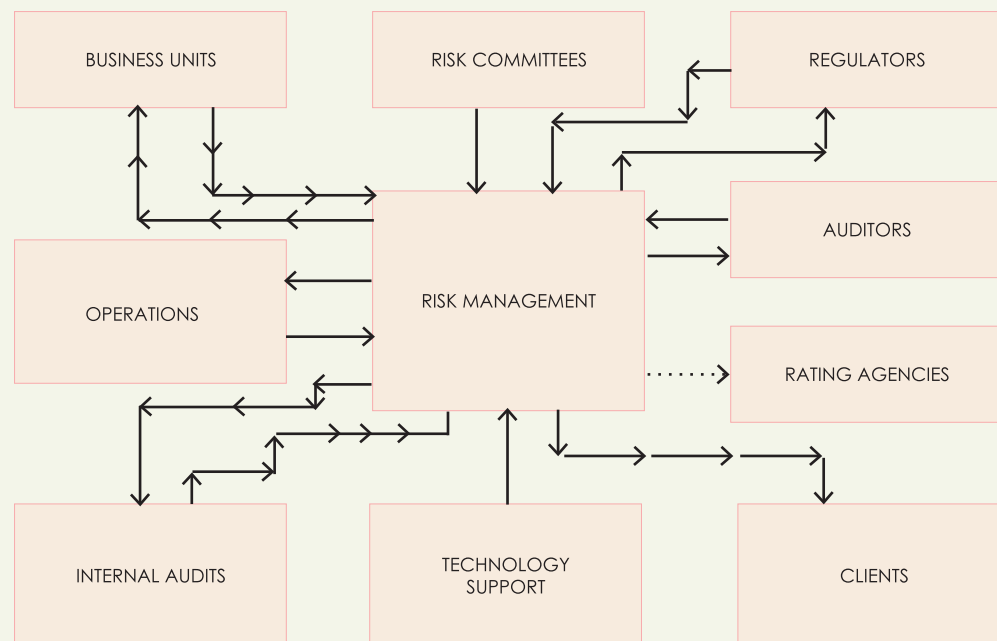 BUSINESS UNITS
RISK COMMITTEES
REGULATORS
AUDITORS
OPERATIONS
RISK MANAGEMENT
RATING AGENCIES
INTERNAL AUDITS
TECHNOLOGY
SUPPORT
CLIENTS